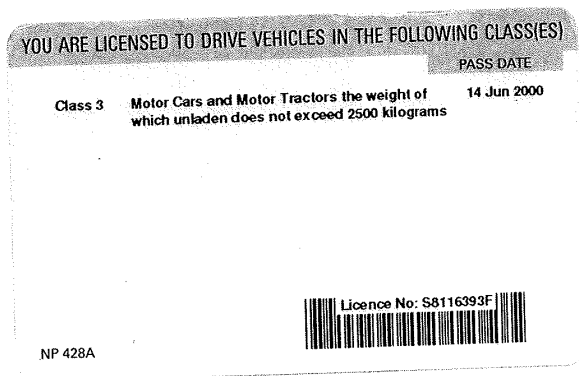 YOU ARE LICENSED TO DRIVE VEHICLES IN THE FOLLOWING CLASS(ES)
PASS DATE
Class 3 Motor Cars and Motor Tractors the weight of 14 Jun 2000
which unladen does not exceed 2500 kilograms
Licence No: S8116393F
NP 428A